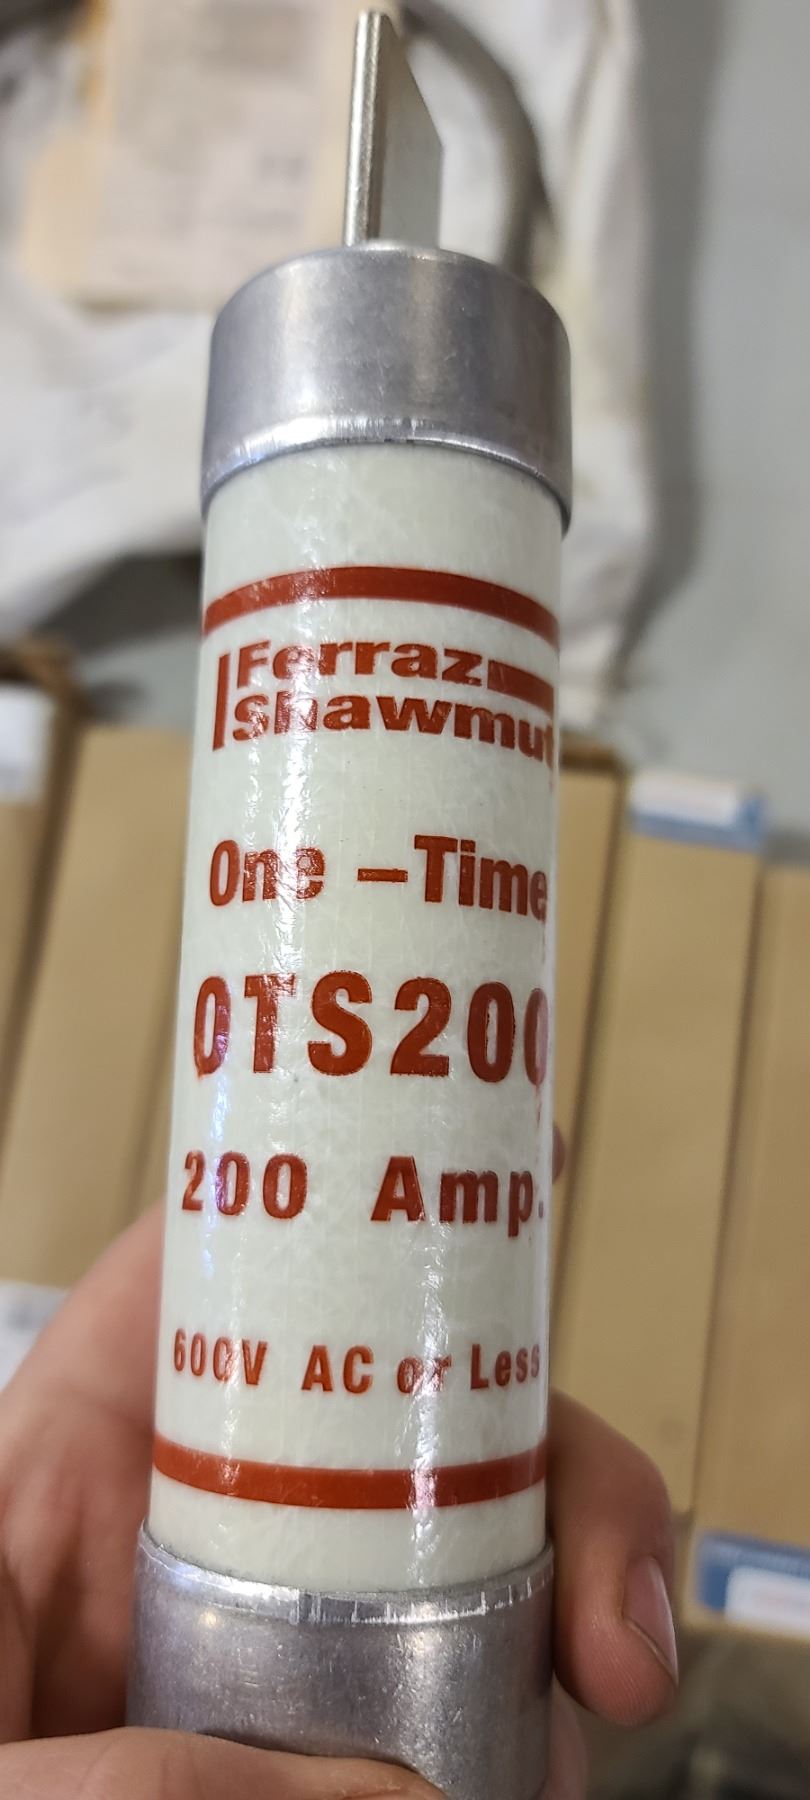 Ferraz
Shawmut
One -Time
OTS200
200 Amp.
600V AC or Less